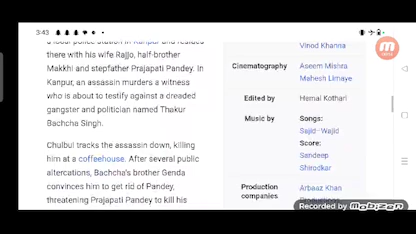 3:43
a local police station in Kanpur and resides
there with his wife Rajjo, half-brother
Makkhi and stepfather Prajapati Pandey. In
Kanpur, an assassin murders a witness
who is about to testify against a dreaded
gangster and politician named Thakur
Bachcha Singh.
Chulbul tracks the assassin down, killing
him at a coffeehouse. After several public
altercations, Bachcha's brother Genda
convinces him to get rid of Pandey,
threatening Prajapati Pandey to kill his
Vinod Khanna
Cinematography
Aseem Mishra
Mahesh Limaye
Edited by
Hemal Kothari
Music by
Songs:
Sajid-Wajid
Score:
Sandeep
Shirodkar
Production
companies
Arbaaz Khan
Productions
Recorded by Mobizen